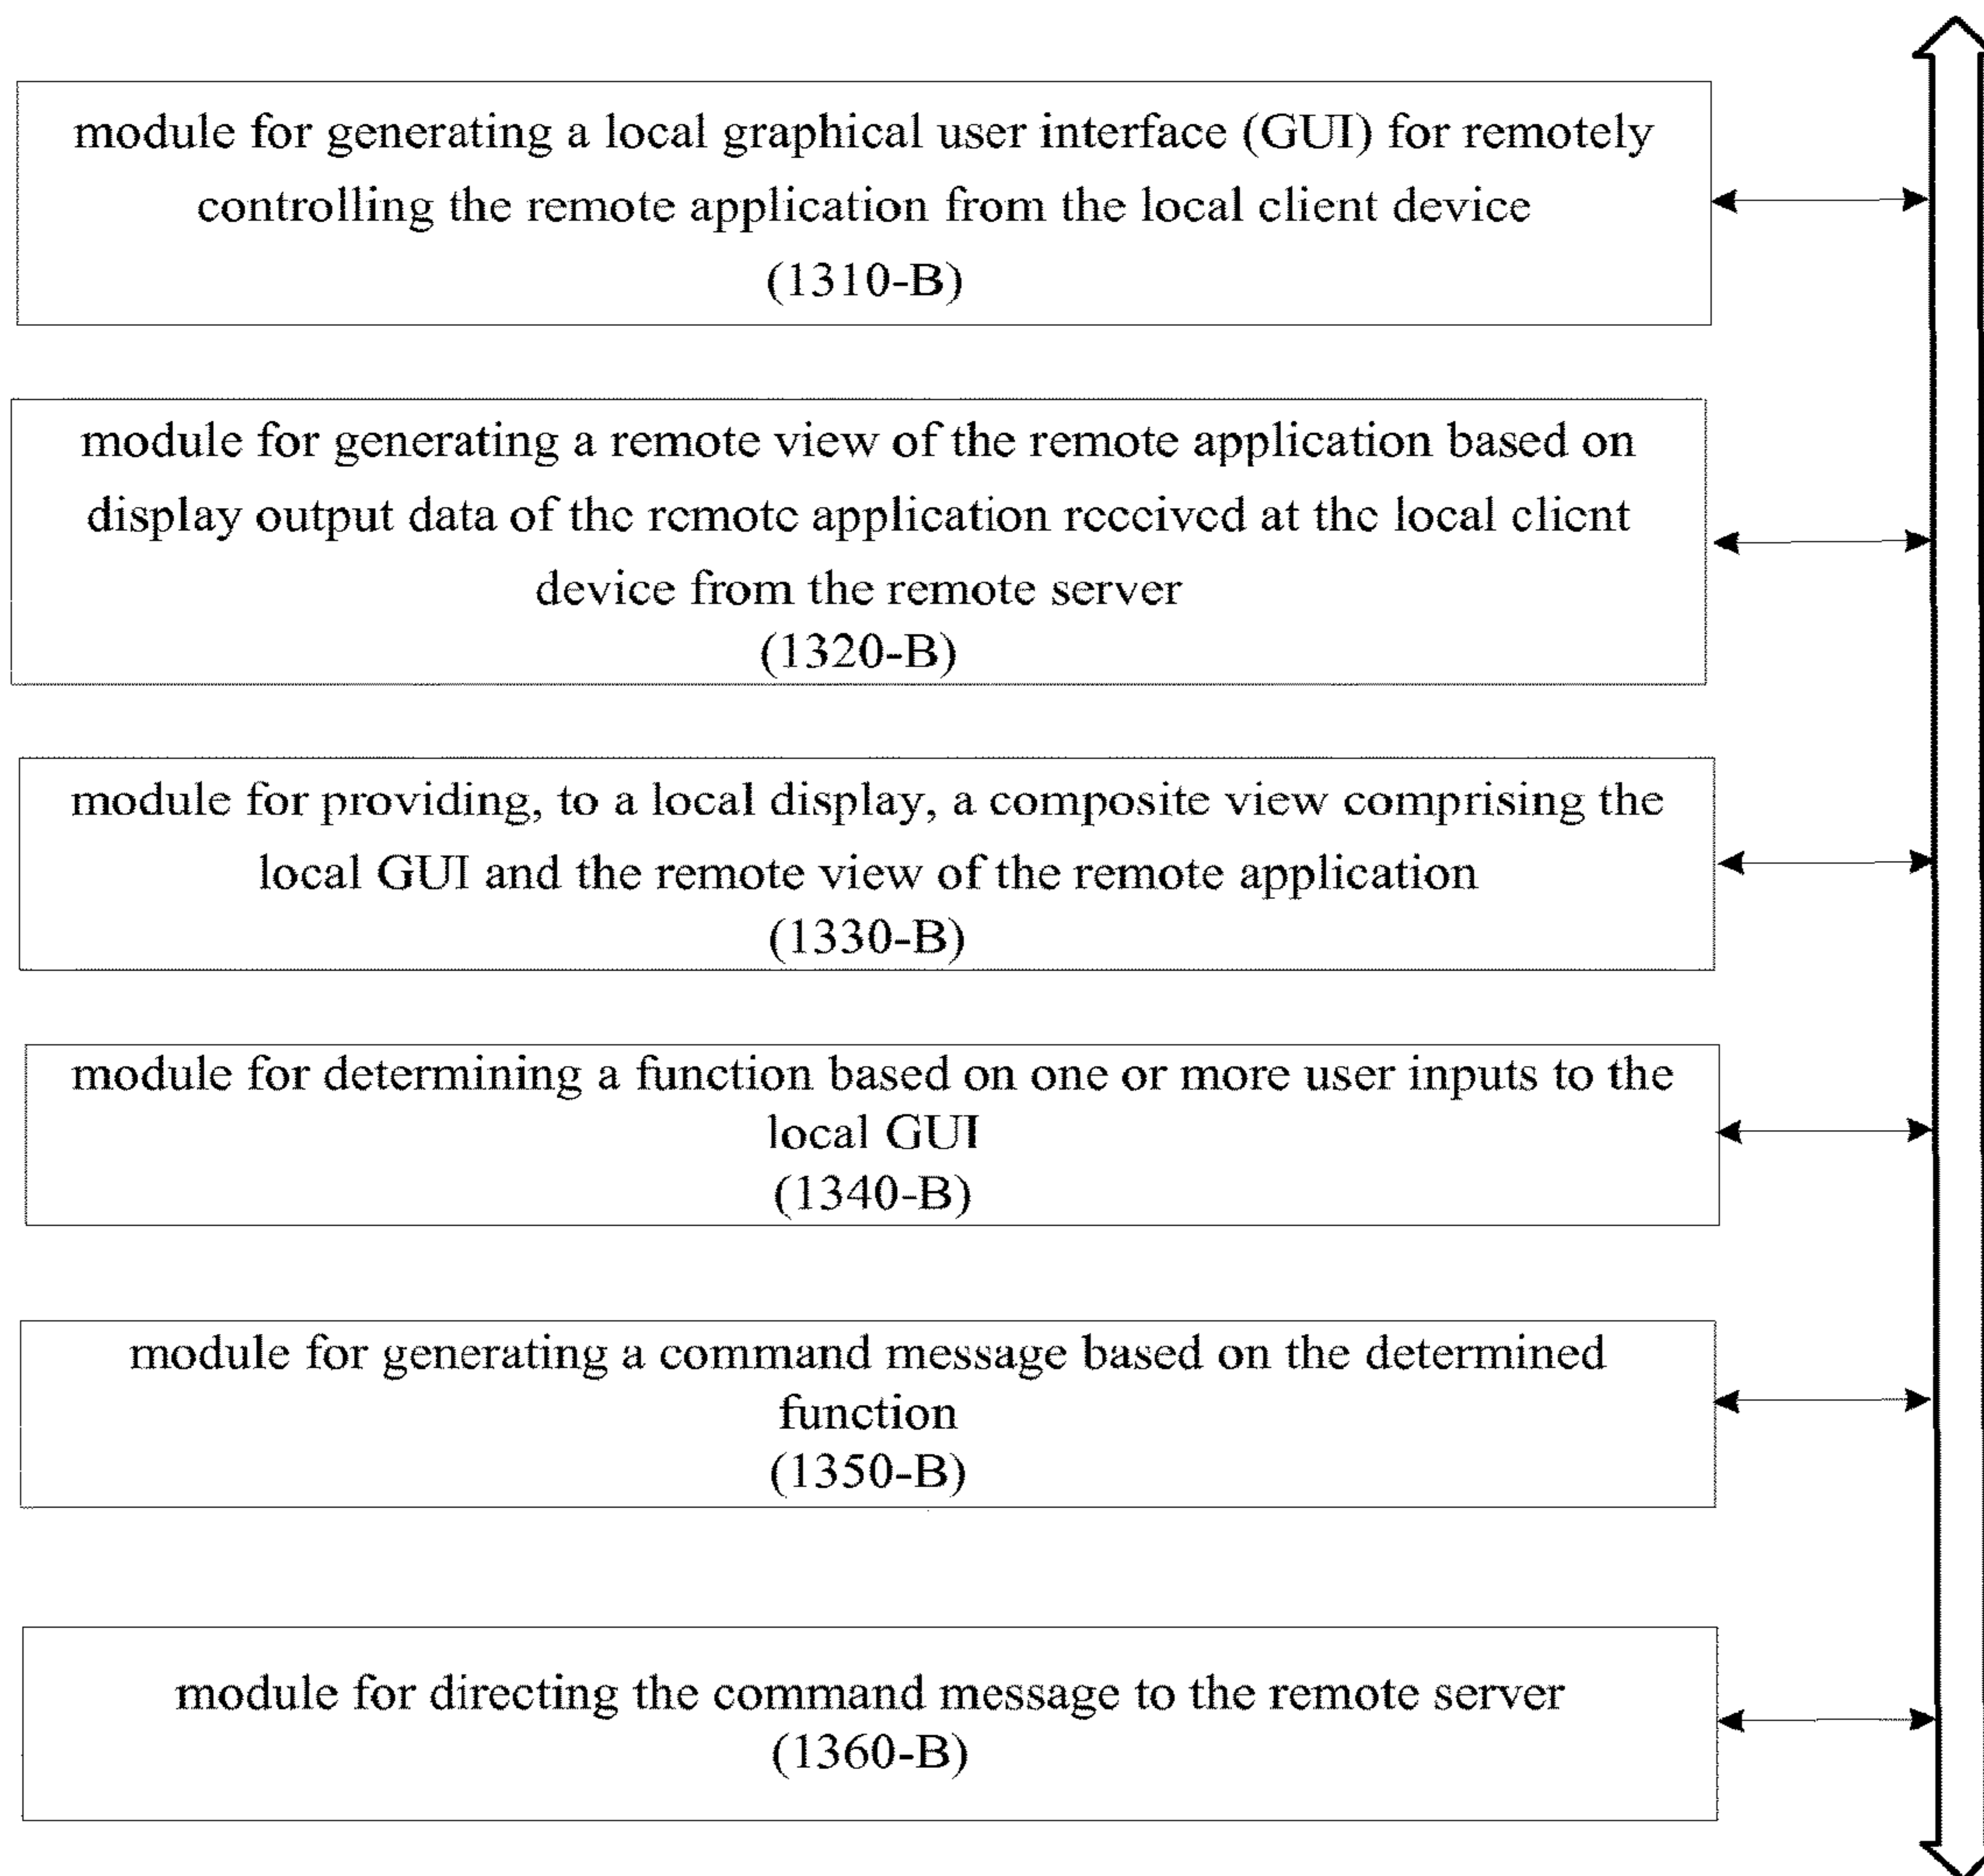 module for generating a local graphical user interface (GUI) for remotely
controlling the remote application from the local client device
(1310-B)
module for generating a remote view of the remote application based on
display output data of the remote application received at the local client
device from the remote server
(1320-B)
module for providing, to a local display, a composite view comprising the
local GUI and the remote view of the remote application
(1330-B)
module for determining a function based on one or more user inputs to the
local GUI
(1340-B)
module for generating a command message based on the determined
function
(1350-B)
module for directing the command message to the remote server
(1360-B)